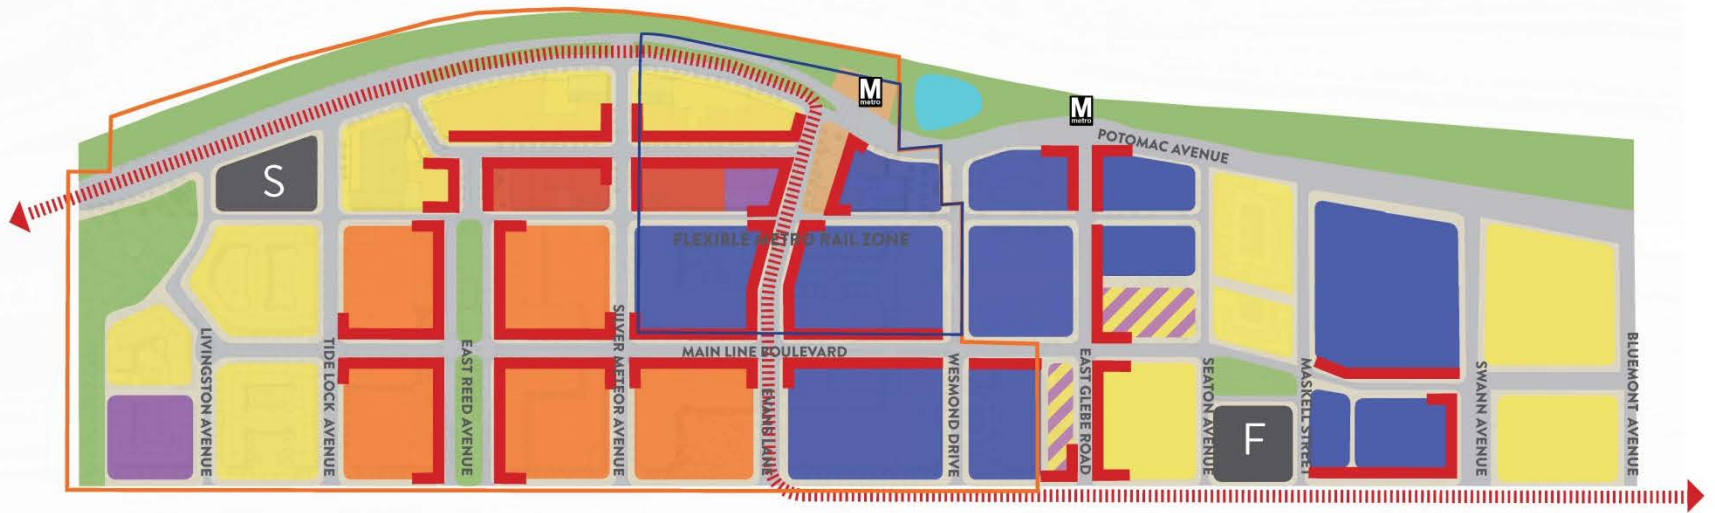 M
metro
M
metro
POTOMAC AVENUE
S
FLEXIBLE METRO RAIL ZONE
MAIN LINE BOULEVARD
LIVINGSTON AVENUE
TIDE LOCK AVENUE
EAST REED AVENUE
SILVER METEOR AVENUE
EVANS LANE
WESMOND DRIVE
EAST GLEBE ROAD
SEATON AVENUE
MASKELL STREET
SWANN AVENUE
BLUEMONT AVENUE
F